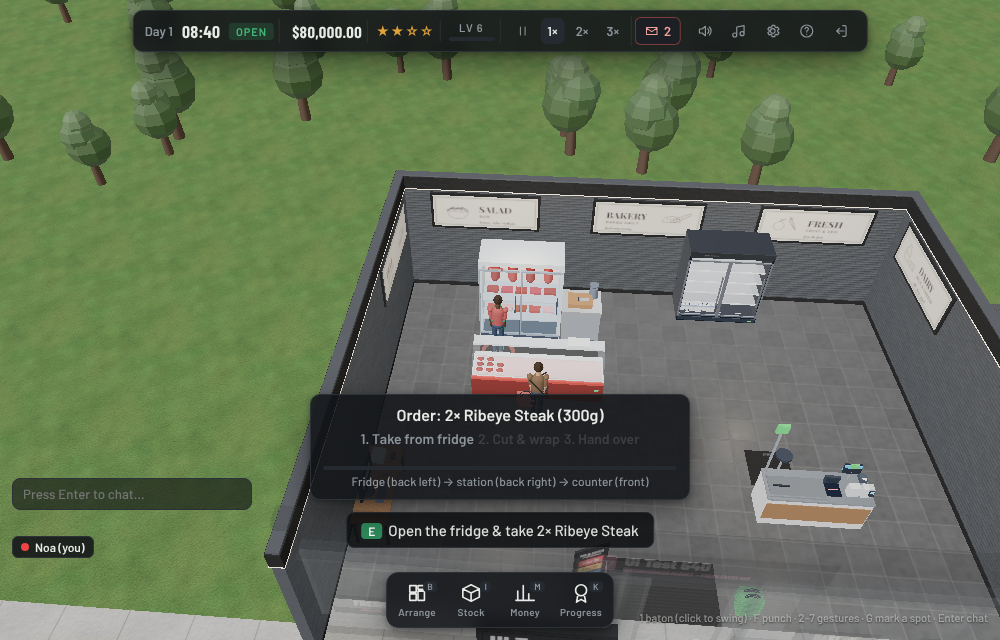 Day 1 08:40 OPEN $80,000.00 LV 6 1× 2× 3× 2
SALAD
BAKERY
FRESH
DAIRY
Order: 2× Ribeye Steak (300g)
1. Take from fridge 2. Cut & wrap 3. Hand over
Fridge (back left) → station (back right) → counter (front)
Press Enter to chat...
E Open the fridge & take 2× Ribeye Steak
Noa (you)
B I M K
Arrange Stock Money Progress
1 baton (click to swing) · F punch · 2–7 gestures · G mark a spot · Enter chat